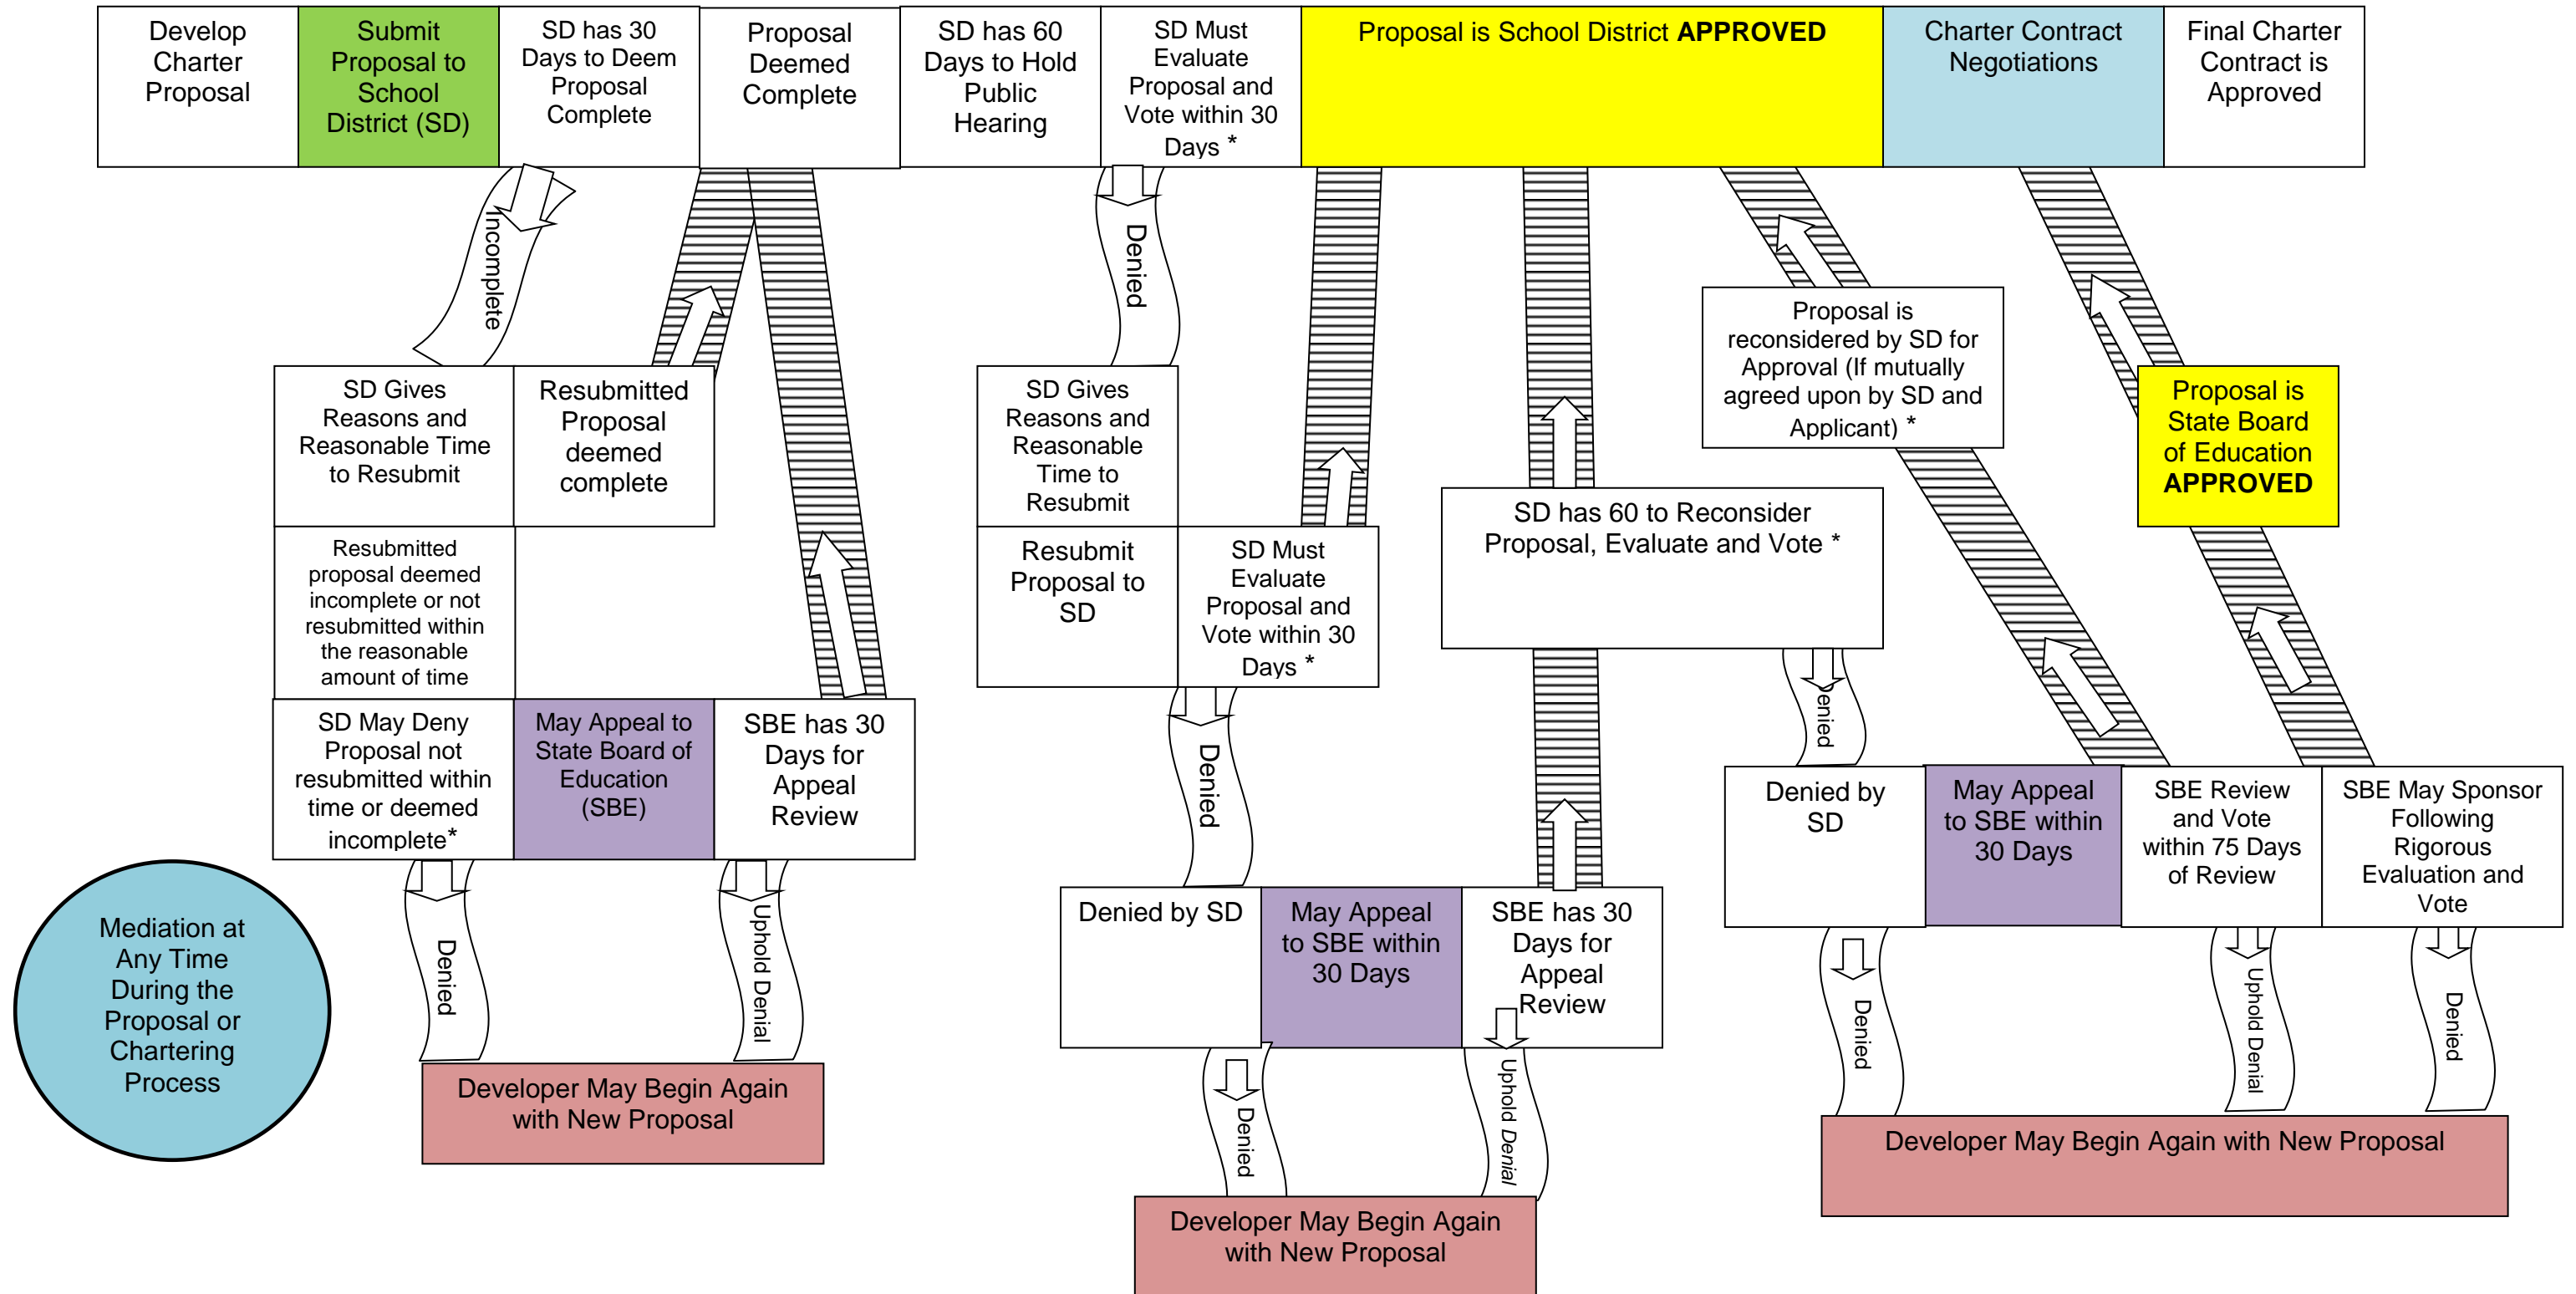 Develop
Charter
Proposal
Submit
Proposal to
School
District (SD)
SD has 30
Days to Deem
Proposal
Complete
Proposal
Deemed
Complete
SD has 60
Days to Hold
Public
Hearing
SD Must
Evaluate
Proposal and
Vote within 30
Days *
Proposal is School District APPROVED
Charter Contract
Negotiations
Final Charter
Contract is
Approved
Incomplete
Denied
SD Gives
Reasons and
Reasonable Time
to Resubmit
Resubmitted
Proposal
deemed
complete
Resubmitted
proposal deemed
incomplete or not
resubmitted within
the reasonable
amount of time
SD May Deny
Proposal not
resubmitted within
time or deemed
incomplete*
May Appeal to
State Board of
Education
(SBE)
SBE has 30
Days for
Appeal
Review
Denied
Uphold Denial
Developer May Begin Again
with New Proposal
Mediation at
Any Time
During the
Proposal or
Chartering
Process
SD Gives
Reasons and
Reasonable
Time to
Resubmit
Resubmit
Proposal to
SD
SD Must
Evaluate
Proposal and
Vote within 30
Days *
Denied
Denied by SD
May Appeal
to SBE within
30 Days
SBE has 30
Days for
Appeal
Review
Denied
Uphold Denial
Developer May Begin Again
with New Proposal
SD has 60 to Reconsider
Proposal, Evaluate and Vote *
Proposal is
reconsidered by SD for
Approval (If mutually
agreed upon by SD and
Applicant) *
Proposal is
State Board
of Education
APPROVED
Denied
Denied by
SD
May Appeal
to SBE within
30 Days
SBE Review
and Vote
within 75 Days
of Review
SBE May Sponsor
Following
Rigorous
Evaluation and
Vote
Denied
Uphold Denial
Denied
Developer May Begin Again with New Proposal